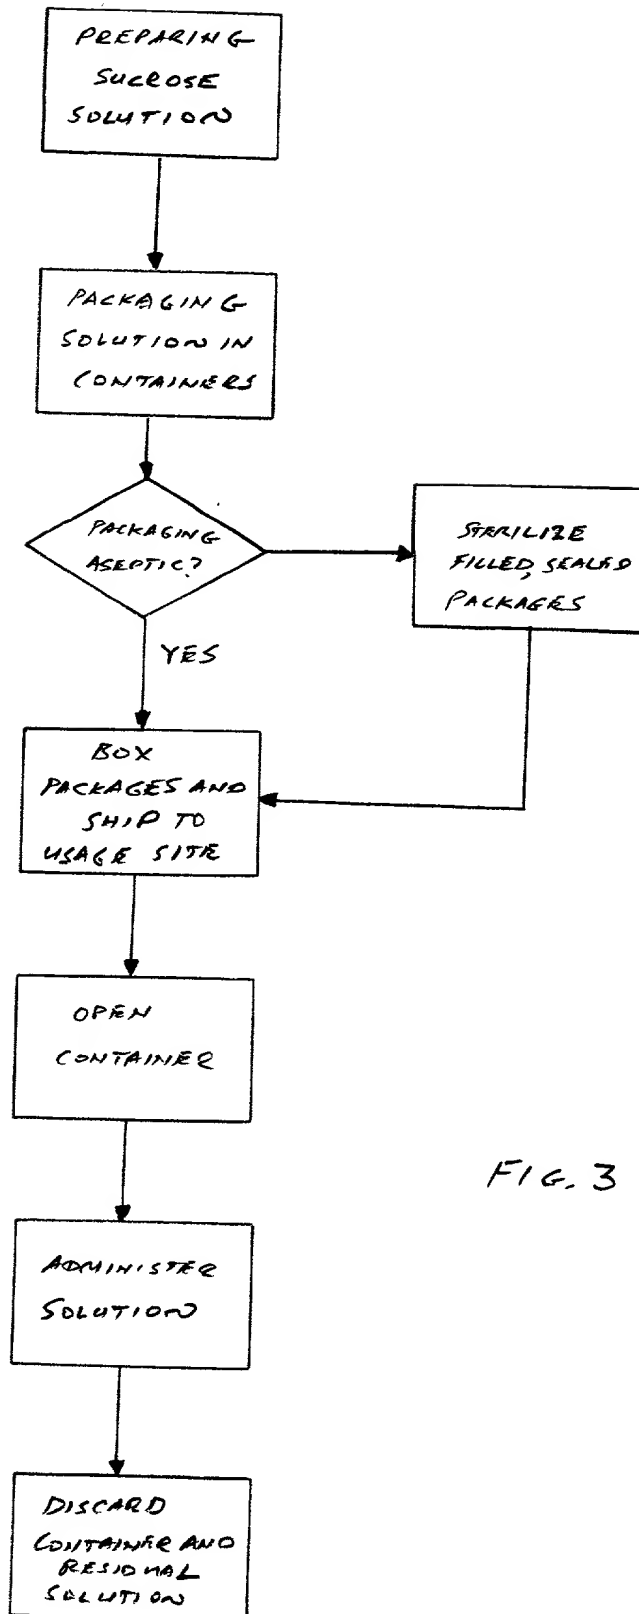 PREPARING
SUCROSE
SOLUTION
PACKAGING
SOLUTION IN
CONTAINERS
PACKAGING
ASEPTIC?
STERILIZE
FILLED, SEALED
PACKAGES
YES
BOX
PACKAGES AND
SHIP TO
USAGE SITE
OPEN
CONTAINER
FIG. 3
ADMINISTER
SOLUTION
DISCARD
CONTAINER AND
RESIDUAL
SOLUTION